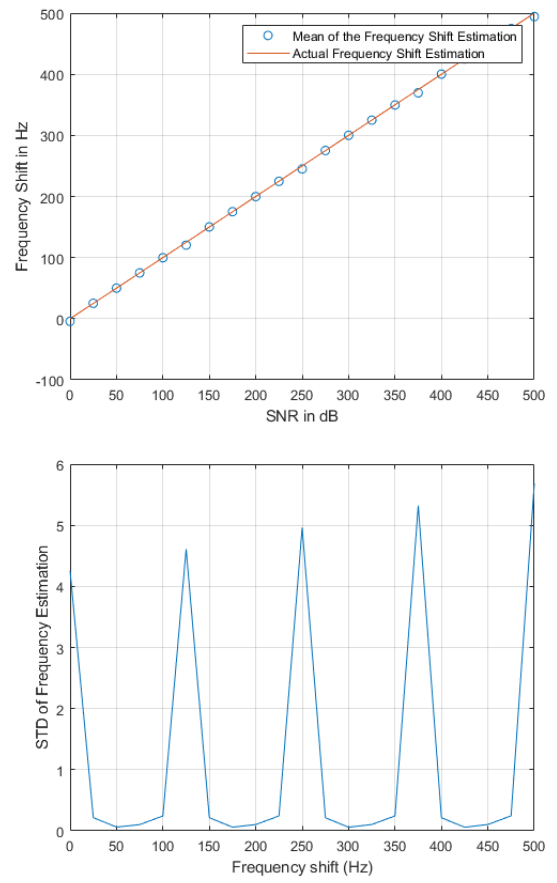 500
400
300
200
100
0
-100
Frequency Shift in Hz
Mean of the Frequency Shift Estimation
Actual Frequency Shift Estimation
0 50 100 150 200 250 300 350 400 450 500
SNR in dB
6
5
4
3
2
1
0
STD of Frequency Estimation
0 50 100 150 200 250 300 350 400 450 500
Frequency shift (Hz)